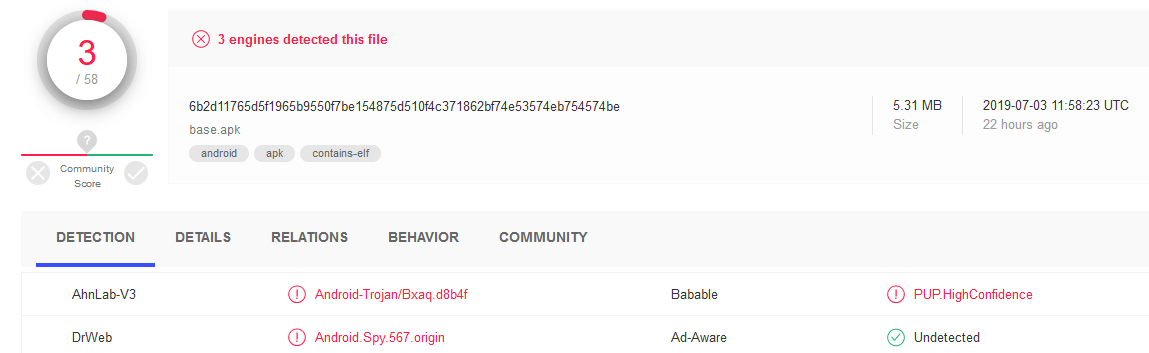 3
/ 58
?
Community
Score
3 engines detected this file
6b2d11765d5f1965b9550f7be154875d510f4c371862bf74e53574eb754574be
base.apk
android apk contains-elf
5.31 MB
Size
2019-07-03 11:58:23 UTC
22 hours ago
DETECTION DETAILS RELATIONS BEHAVIOR COMMUNITY
AhnLab-V3 Android-Trojan/Bxaq.d8b4f Babable PUP.HighConfidence
DrWeb Android.Spy.567.origin Ad-Aware Undetected